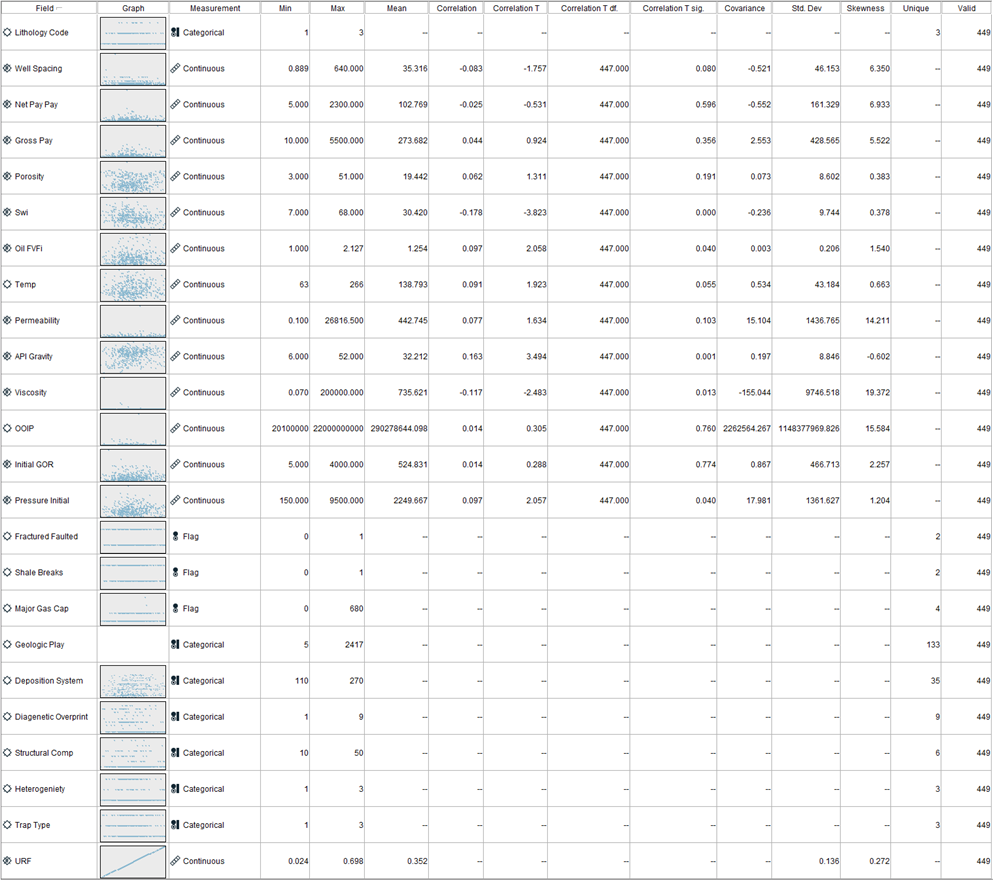 Field Graph Measurement Min Max Mean Correlation Correlation T Correlation T df. Correlation T sig. Covariance Std. Dev Skewness Unique Valid
Lithology Code Categorical 1 3 -- -- -- -- -- -- -- -- 3 449
Well Spacing Continuous 0.889 640.000 35.316 -0.083 -1.757 447.000 0.080 -0.521 46.153 6.350 -- 449
Net Pay Pay Continuous 5.000 2300.000 102.769 -0.025 -0.531 447.000 0.596 -0.552 161.329 6.933 -- 449
Gross Pay Continuous 10.000 5500.000 273.682 0.044 0.924 447.000 0.356 2.553 428.565 5.522 -- 449
Porosity Continuous 3.000 51.000 19.442 0.062 1.311 447.000 0.191 0.073 8.602 0.383 -- 449
Swi Continuous 7.000 68.000 30.420 -0.178 -3.823 447.000 0.000 -0.236 9.744 0.378 -- 449
Oil FVFi Continuous 1.000 2.127 1.254 0.097 2.058 447.000 0.040 0.003 0.206 1.540 -- 449
Temp Continuous 63 266 138.793 0.091 1.923 447.000 0.055 0.534 43.184 0.663 -- 449
Permeability Continuous 0.100 26816.500 442.745 0.077 1.634 447.000 0.103 15.104 1436.765 14.211 -- 449
API Gravity Continuous 6.000 52.000 32.212 0.163 3.494 447.000 0.001 0.197 8.846 -0.602 -- 449
Viscosity Continuous 0.070 200000.000 735.621 -0.117 -2.483 447.000 0.013 -155.044 9746.518 19.372 -- 449
OOIP Continuous 20100000 22000000000 290278644.098 0.014 0.305 447.000 0.760 2262564.267 1148377969.826 15.584 -- 449
Initial GOR Continuous 5.000 4000.000 524.831 0.014 0.288 447.000 0.774 0.867 466.713 2.257 -- 449
Pressure Initial Continuous 150.000 9500.000 2249.667 0.097 2.057 447.000 0.040 17.981 1361.627 1.204 -- 449
Fractured Faulted Flag 0 1 -- -- -- -- -- -- -- -- 2 449
Shale Breaks Flag 0 1 -- -- -- -- -- -- -- -- 2 449
Major Gas Cap Flag 0 680 -- -- -- -- -- -- -- -- 4 449
Geologic Play Categorical 5 2417 -- -- -- -- -- -- -- -- 133 449
Deposition System Categorical 110 270 -- -- -- -- -- -- -- -- 35 449
Diagenetic Overprint Categorical 1 9 -- -- -- -- -- -- -- -- 9 449
Structural Comp Categorical 10 50 -- -- -- -- -- -- -- -- 6 449
Heterogeniety Categorical 1 3 -- -- -- -- -- -- -- -- 3 449
Trap Type Categorical 1 3 -- -- -- -- -- -- -- -- 3 449
URF Continuous 0.024 0.698 0.352 -- -- -- -- -- 0.136 0.272 -- 449